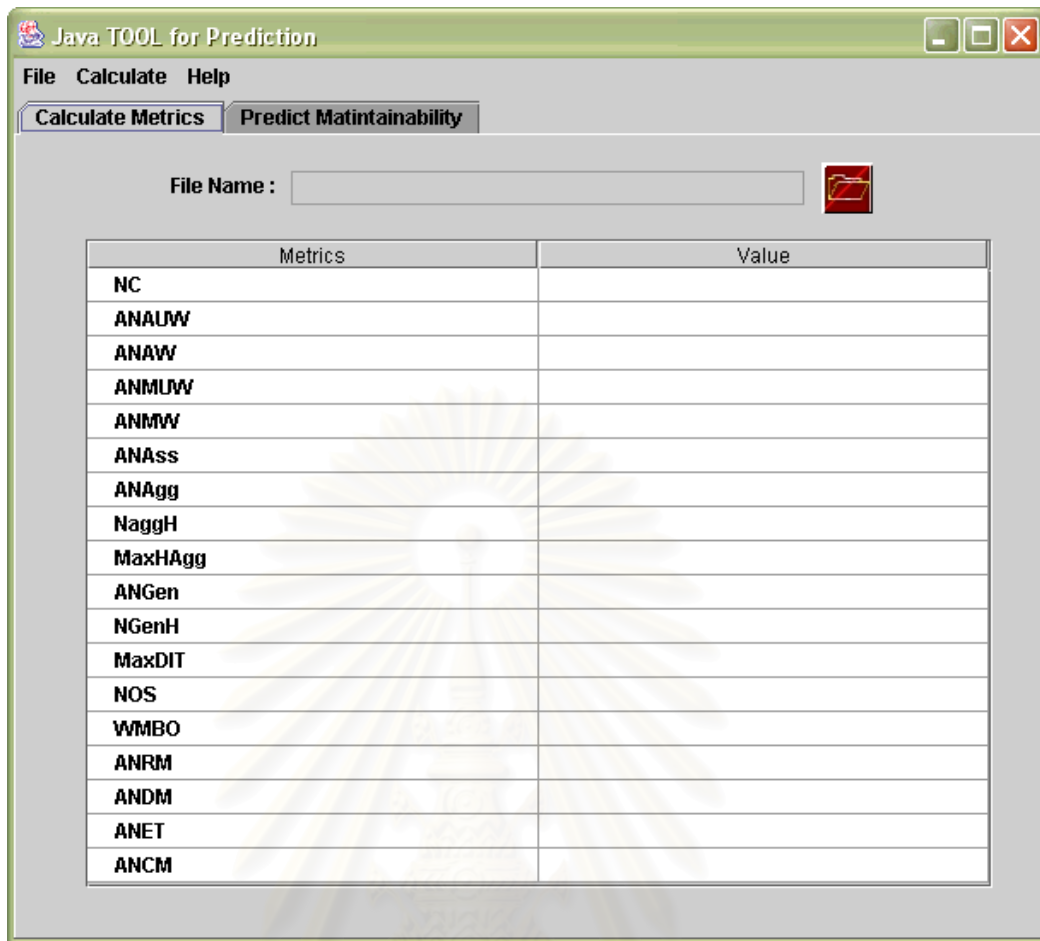 Java TOOL for Prediction
File Calculate Help
Calculate Metrics Predict Matintainability
File Name :
Metrics Value
NC
ANAUW
ANAW
ANMUW
ANMW
ANAss
ANAgg
NaggH
MaxHAgg
ANGen
NGenH
MaxDIT
NOS
WMBO
ANRM
ANDM
ANET
ANCM